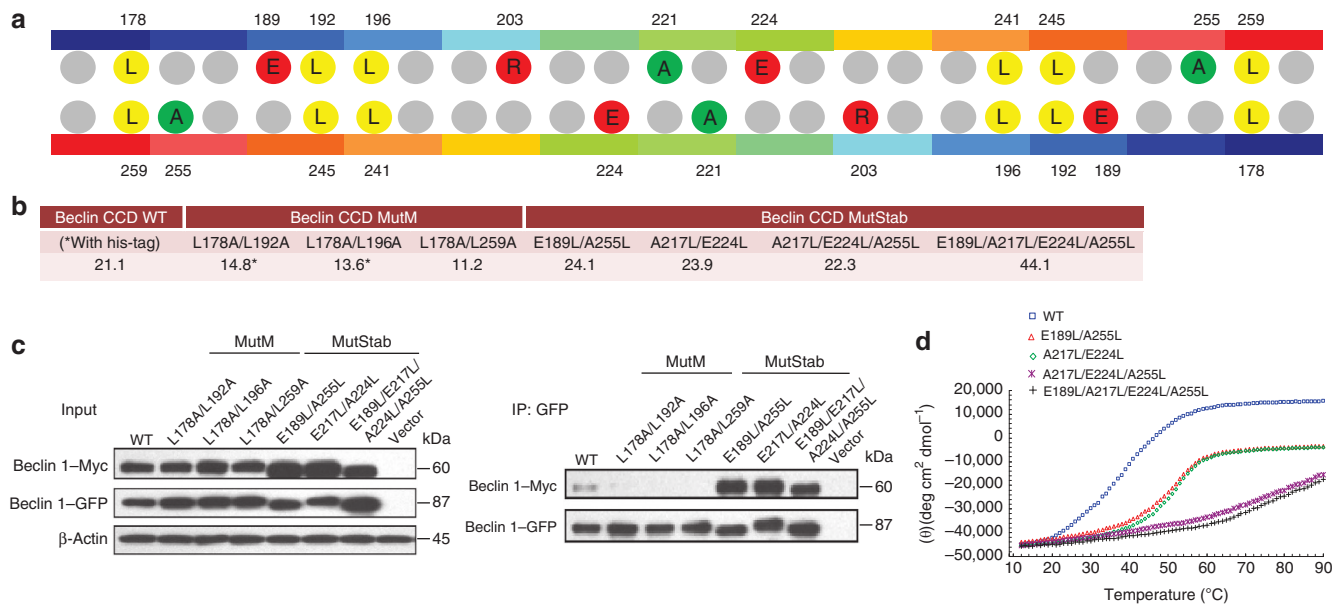 a
178 189 192 196 203 221 224 241 245 255 259
L E L L R A E L L A L
L A L L E A R L L E L
259 255 245 241 224 221 203 196 192 189 178
b
Beclin CCD WT Beclin CCD MutM Beclin CCD MutStab
(*With his-tag) L178A/L192A L178A/L196A L178A/L259A E189L/A255L A217L/E224L A217L/E224L/A255L E189L/A217L/E224L/A255L
21.1 14.8* 13.6* 11.2 24.1 23.9 22.3 44.1
c
MutM MutStab
Input
WT
L178A/L192A
L178A/L196A
L178A/L259A
E189L/A255L
E217L/A224L
E189L/E217L/
A224L/A255L
Vector
kDa
Beclin 1–Myc 60
Beclin 1–GFP 87
β-Actin 45
MutM MutStab
IP: GFP
WT
L178A/L192A
L178A/L196A
L178A/L259A
E189L/A255L
E217L/A224L
E189L/E217L/
A224L/A255L
Vector
kDa
Beclin 1–Myc 60
Beclin 1–GFP 87
d
WT
E189L/A255L
A217L/E224L
A217L/E224L/A255L
E189L/A217L/E224L/A255L
(θ)(deg cm² dmol⁻¹)
20,000
10,000
0
–10,000
–20,000
–30,000
–40,000
–50,000
10 20 30 40 50 60 70 80 90
Temperature (°C)